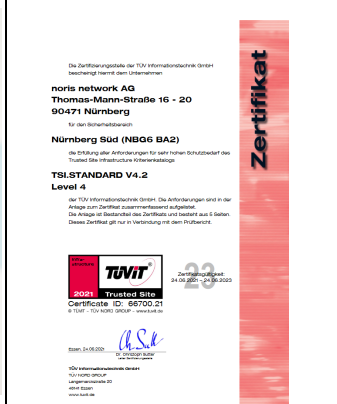 Die Zertifizierungsstelle der TÜV Informationstechnik GmbH
bescheinigt hiermit dem Unternehmen
noris network AG
Thomas-Mann-Straße 16 - 20
90471 Nürnberg
für den Sicherheitsbereich
Nürnberg Süd (NBG6 BA2)
die Erfüllung aller Anforderungen für sehr hohen Schutzbedarf des
Trusted Site Infrastructure Kriterienkatalogs
TSI.STANDARD V4.2
Level 4
der TÜV Informationstechnik GmbH. Die Anforderungen sind in der
Anlage zum Zertifikat zusammenfassend aufgelistet.
Die Anlage ist Bestandteil des Zertifikats und besteht aus 5 Seiten.
Dieses Zertifikat gilt nur in Verbindung mit dem Prüfbericht.
TÜViT
2021 Trusted Site
Certificate ID: 66700.21
© TÜViT - TÜV NORD GROUP - www.tuvit.de
23
Zertifikatsgültigkeit:
24.06.2021 – 24.06.2023
Essen, 24.06.2021
Dr. Christoph Sutter
TÜV Informationstechnik GmbH
TÜV NORD GROUP
Langemarckstraße 20
45141 Essen
www.tuvit.de
Zertifikat